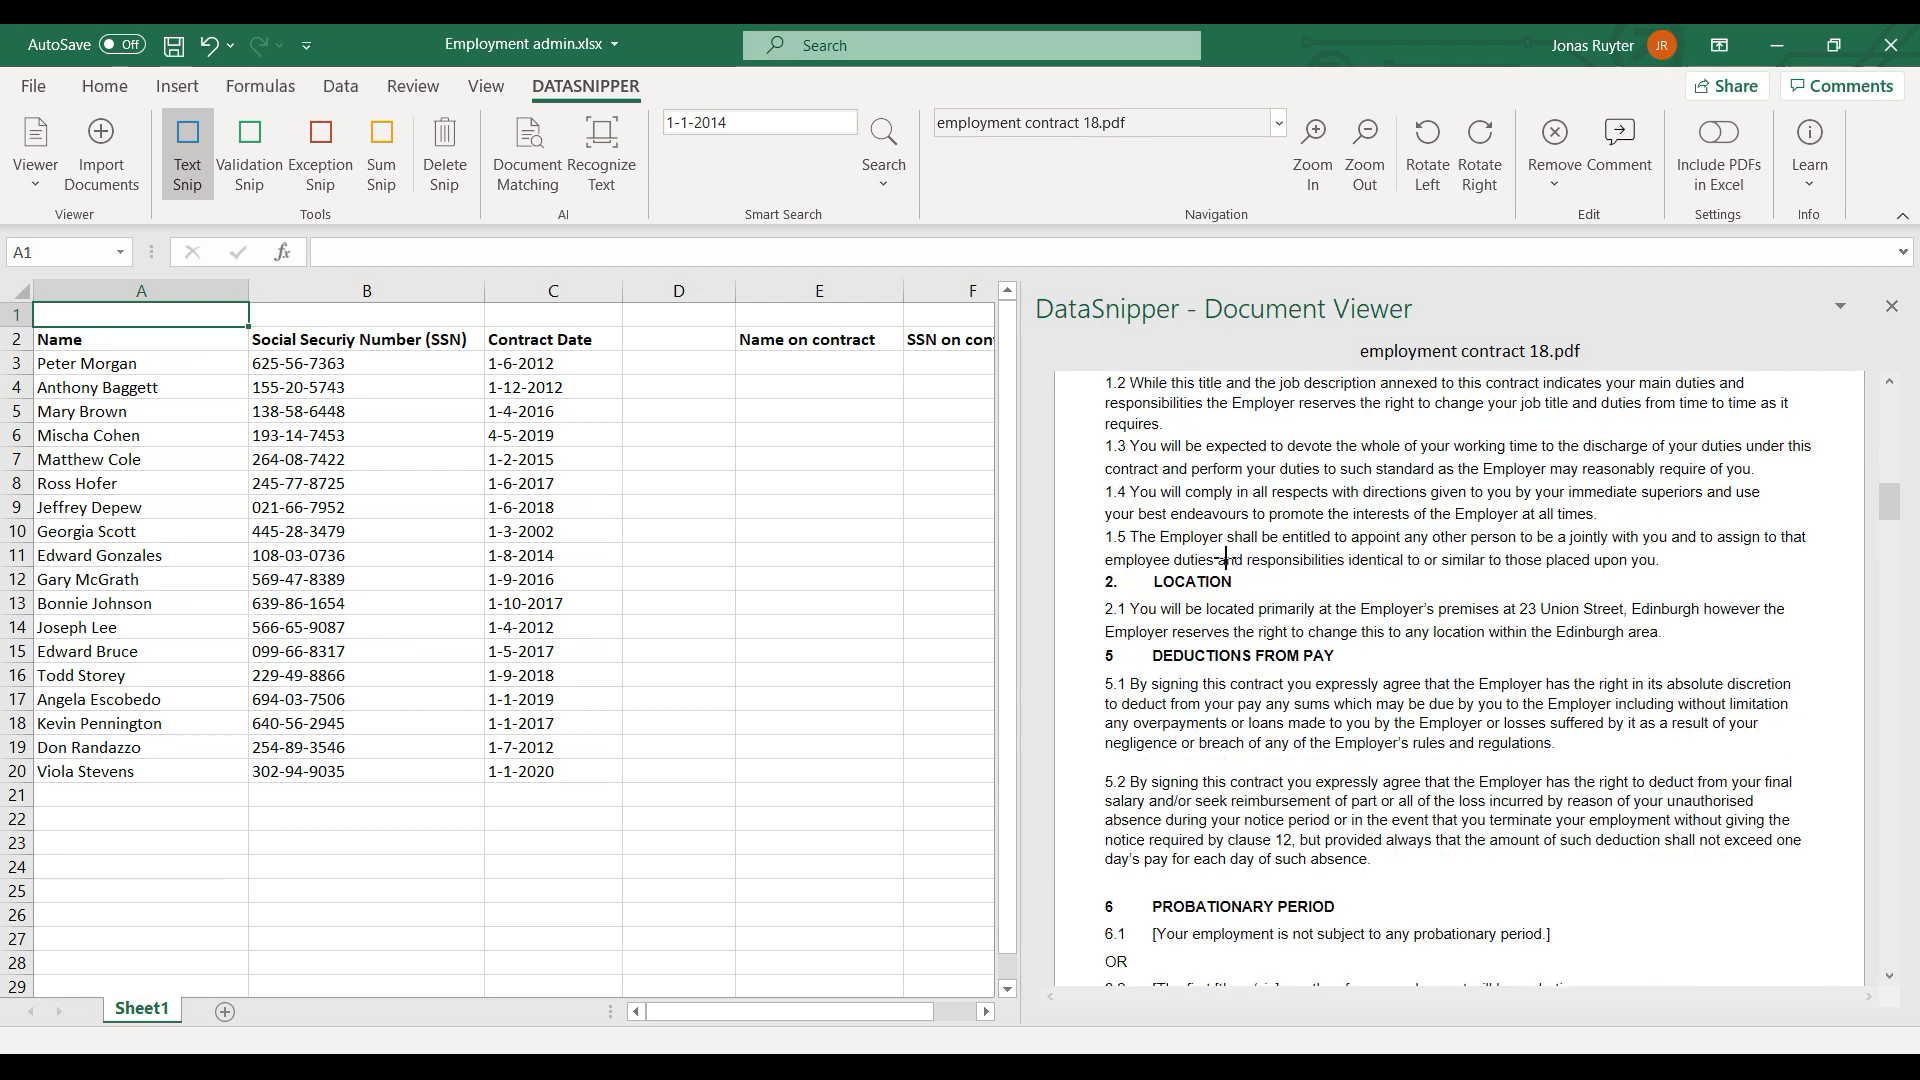 AutoSave Off
Employment admin.xlsx
Search
Jonas Ruyter JR
File Home Insert Formulas Data Review View DATASNIPPER
Share Comments
1-1-2014
employment contract 18.pdf
Viewer
Import Documents
Text Snip
Validation Snip
Exception Snip
Sum Snip
Delete Snip
Document Matching
Recognize Text
Search
Zoom In
Zoom Out
Rotate Left
Rotate Right
Remove
Comment
Include PDFs in Excel
Learn
Viewer Tools AI Smart Search Navigation Edit Settings Info
A1 fx
A B C D E F
1
2 Name Social Securiy Number (SSN) Contract Date Name on contract SSN on con
3 Peter Morgan 625-56-7363 1-6-2012
4 Anthony Baggett 155-20-5743 1-12-2012
5 Mary Brown 138-58-6448 1-4-2016
6 Mischa Cohen 193-14-7453 4-5-2019
7 Matthew Cole 264-08-7422 1-2-2015
8 Ross Hofer 245-77-8725 1-6-2017
9 Jeffrey Depew 021-66-7952 1-6-2018
10 Georgia Scott 445-28-3479 1-3-2002
11 Edward Gonzales 108-03-0736 1-8-2014
12 Gary McGrath 569-47-8389 1-9-2016
13 Bonnie Johnson 639-86-1654 1-10-2017
14 Joseph Lee 566-65-9087 1-4-2012
15 Edward Bruce 099-66-8317 1-5-2017
16 Todd Storey 229-49-8866 1-9-2018
17 Angela Escobedo 694-03-7506 1-1-2019
18 Kevin Pennington 640-56-2945 1-1-2017
19 Don Randazzo 254-89-3546 1-7-2012
20 Viola Stevens 302-94-9035 1-1-2020
21
22
23
24
25
26
27
28
29
Sheet1
DataSnipper - Document Viewer
employment contract 18.pdf
1.2 While this title and the job description annexed to this contract indicates your main duties and
responsibilities the Employer reserves the right to change your job title and duties from time to time as it
requires.
1.3 You will be expected to devote the whole of your working time to the discharge of your duties under this
contract and perform your duties to such standard as the Employer may reasonably require of you.
1.4 You will comply in all respects with directions given to you by your immediate superiors and use
your best endeavours to promote the interests of the Employer at all times.
1.5 The Employer shall be entitled to appoint any other person to be a jointly with you and to assign to that
employee duties and responsibilities identical to or similar to those placed upon you.
2. LOCATION
2.1 You will be located primarily at the Employer’s premises at 23 Union Street, Edinburgh however the
Employer reserves the right to change this to any location within the Edinburgh area.
5 DEDUCTIONS FROM PAY
5.1 By signing this contract you expressly agree that the Employer has the right in its absolute discretion
to deduct from your pay any sums which may be due by you to the Employer including without limitation
any overpayments or loans made to you by the Employer or losses suffered by it as a result of your
negligence or breach of any of the Employer’s rules and regulations.
5.2 By signing this contract you expressly agree that the Employer has the right to deduct from your final
salary and/or seek reimbursement of part or all of the loss incurred by reason of your unauthorised
absence during your notice period or in the event that you terminate your employment without giving the
notice required by clause 12, but provided always that the amount of such deduction shall not exceed one
day’s pay for each day of such absence.
6 PROBATIONARY PERIOD
6.1 [Your employment is not subject to any probationary period.]
OR